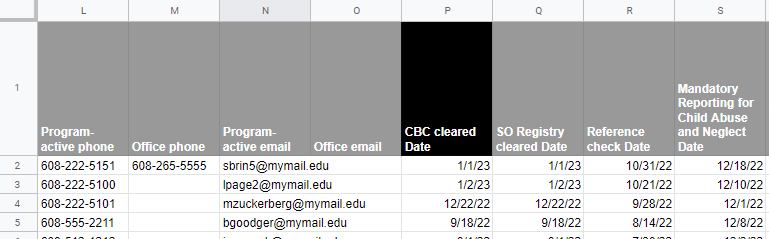 L M N O P Q R S
1 Program-active phone Office phone Program-active email Office email CBC cleared Date SO Registry cleared Date Reference check Date Mandatory Reporting for Child Abuse and Neglect Date
2 608-222-5151 608-265-5555 sbrin5@mymail.edu 1/1/23 1/1/23 10/31/22 12/18/22
3 608-222-5100 lpage2@mymail.edu 1/2/23 1/2/23 10/21/22 12/10/22
4 608-222-5101 mzuckerberg@mymail.edu 12/22/22 12/22/22 9/28/22 12/1/22
5 608-555-2211 bgoodger@mymail.edu 9/18/22 9/18/22 8/14/22 12/8/22